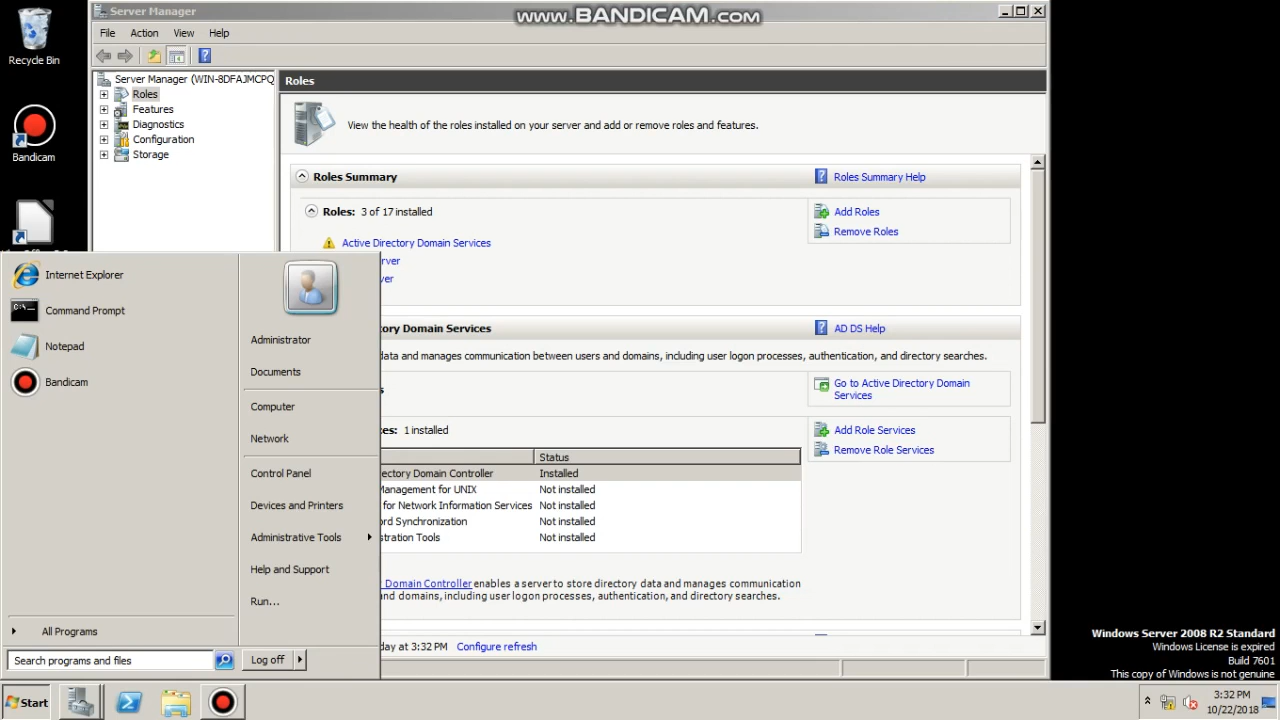 Recycle Bin
Bandicam
Server Manager
www.BANDICAM.com
File Action View Help
Server Manager (WIN-8DFAJMCPQ
Roles
Features
Diagnostics
Configuration
Storage
Roles
View the health of the roles installed on your server and add or remove roles and features.
Roles Summary
Roles Summary Help
Roles: 3 of 17 installed
Add Roles
Remove Roles
Active Directory Domain Services
rver
ver
ory Domain Services
AD DS Help
data and manages communication between users and domains, including user logon processes, authentication, and directory searches.
Go to Active Directory Domain
Services
ces: 1 installed
Add Role Services
Remove Role Services
Status
ectory Domain Controller Installed
Management for UNIX Not installed
for Network Information Services Not installed
rd Synchronization Not installed
stration Tools Not installed
Domain Controller enables a server to store directory data and manages communication
and domains, including user logon processes, authentication, and directory searches.
day at 3:32 PM Configure refresh
Internet Explorer
Command Prompt
Notepad
Bandicam
All Programs
Search programs and files
Administrator
Documents
Computer
Network
Control Panel
Devices and Printers
Administrative Tools
Help and Support
Run...
Log off
Windows Server 2008 R2 Standard
Windows License is expired
Build 7601
This copy of Windows is not genuine
Start
3:32 PM
10/22/2018